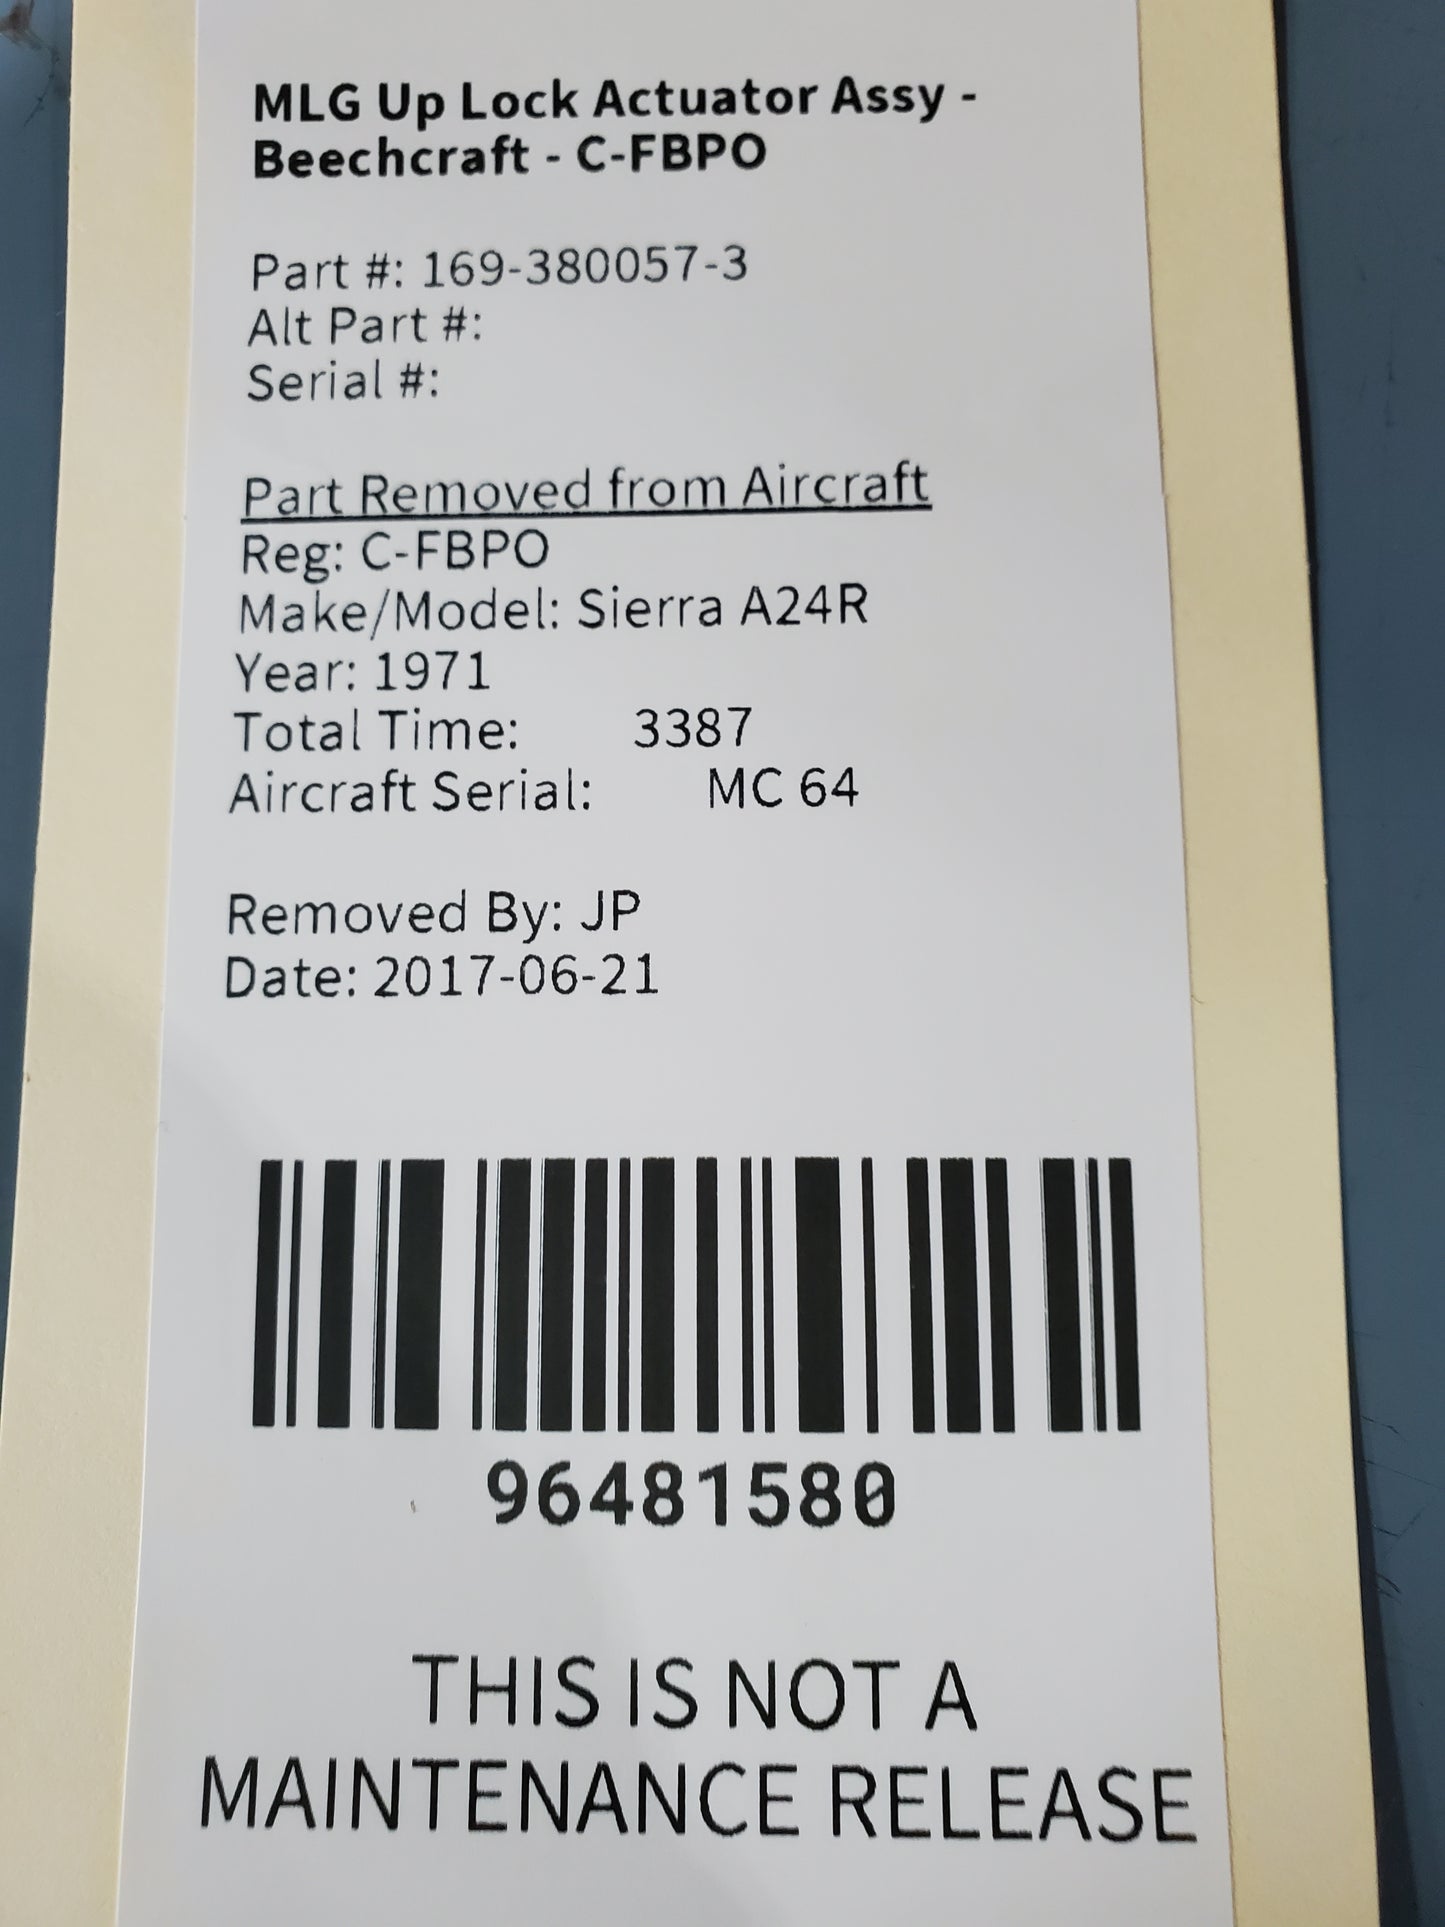 MLG Up Lock Actuator Assy -
Beechcraft - C-FBPO
Part #: 169-380057-3
Alt Part #:
Serial #:
Part Removed from Aircraft
Reg: C-FBPO
Make/Model: Sierra A24R
Year: 1971
Total Time: 3387
Aircraft Serial: MC 64
Removed By: JP
Date: 2017-06-21
96481580
THIS IS NOT A
MAINTENANCE RELEASE